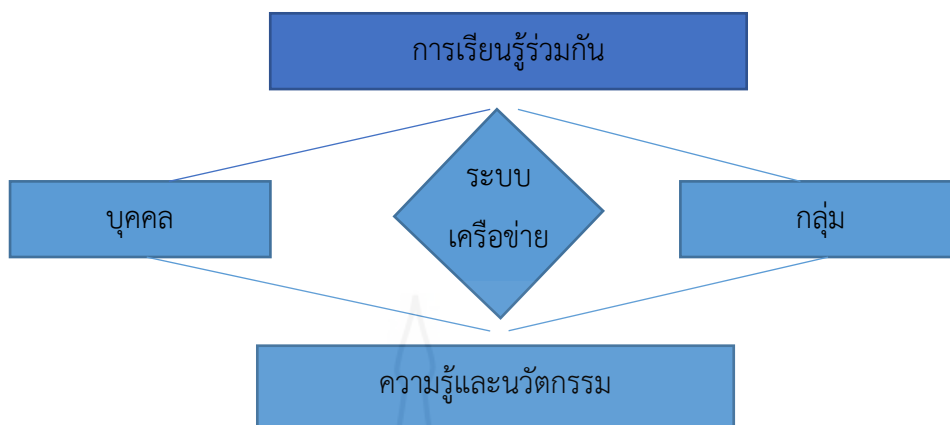 การเรียนรู้ร่วมกัน
ระบบ
เครือข่าย
บุคคล
กลุ่ม
ความรู้และนวัตกรรม